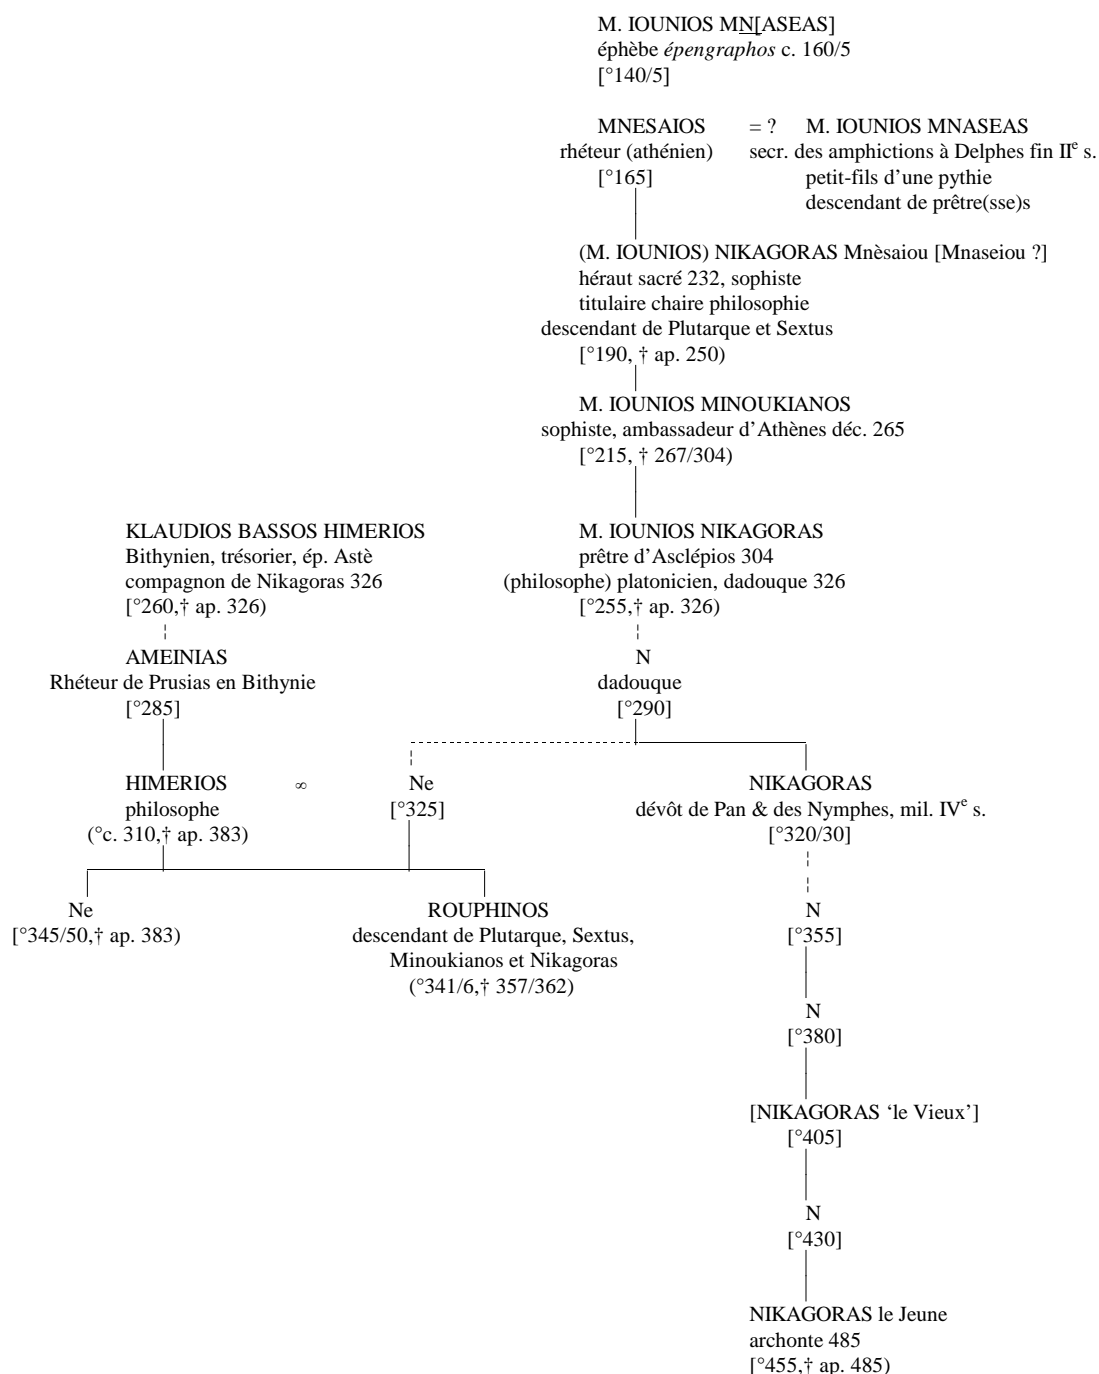 M. IOUNIOS MN[ASEAS]
éphèbe épengraphos c. 160/5
[°140/5]
MNESAIOS = ? M. IOUNIOS MNASEAS
rhéteur (athénien) secr. des amphictions à Delphes fin IIe s.
[°165] petit-fils d’une pythie
descendant de prêtre(sse)s
(M. IOUNIOS) NIKAGORAS Mnèsaiou [Mnaseiou ?]
héraut sacré 232, sophiste
titulaire chaire philosophie
descendant de Plutarque et Sextus
[°190, † ap. 250)
M. IOUNIOS MINOUKIANOS
sophiste, ambassadeur d’Athènes déc. 265
[°215, † 267/304)
KLAUDIOS BASSOS HIMERIOS M. IOUNIOS NIKAGORAS
Bithynien, trésorier, ép. Astè prêtre d’Asclépios 304
compagnon de Nikagoras 326 (philosophe) platonicien, dadouque 326
[°260,† ap. 326) [°255,† ap. 326)
AMEINIAS N
Rhéteur de Prusias en Bithynie dadouque
[°285] [°290]
HIMERIOS ∞ Ne NIKAGORAS
philosophe [°325] dévôt de Pan & des Nymphes, mil. IVe s.
(°c. 310,† ap. 383) [°320/30]
Ne ROUPHINOS N
[°345/50,† ap. 383) descendant de Plutarque, Sextus, [°355]
Minoukianos et Nikagoras
(°341/6,† 357/362)
N
[°380]
[NIKAGORAS ‘le Vieux’]
[°405]
N
[°430]
NIKAGORAS le Jeune
archonte 485
[°455,† ap. 485)